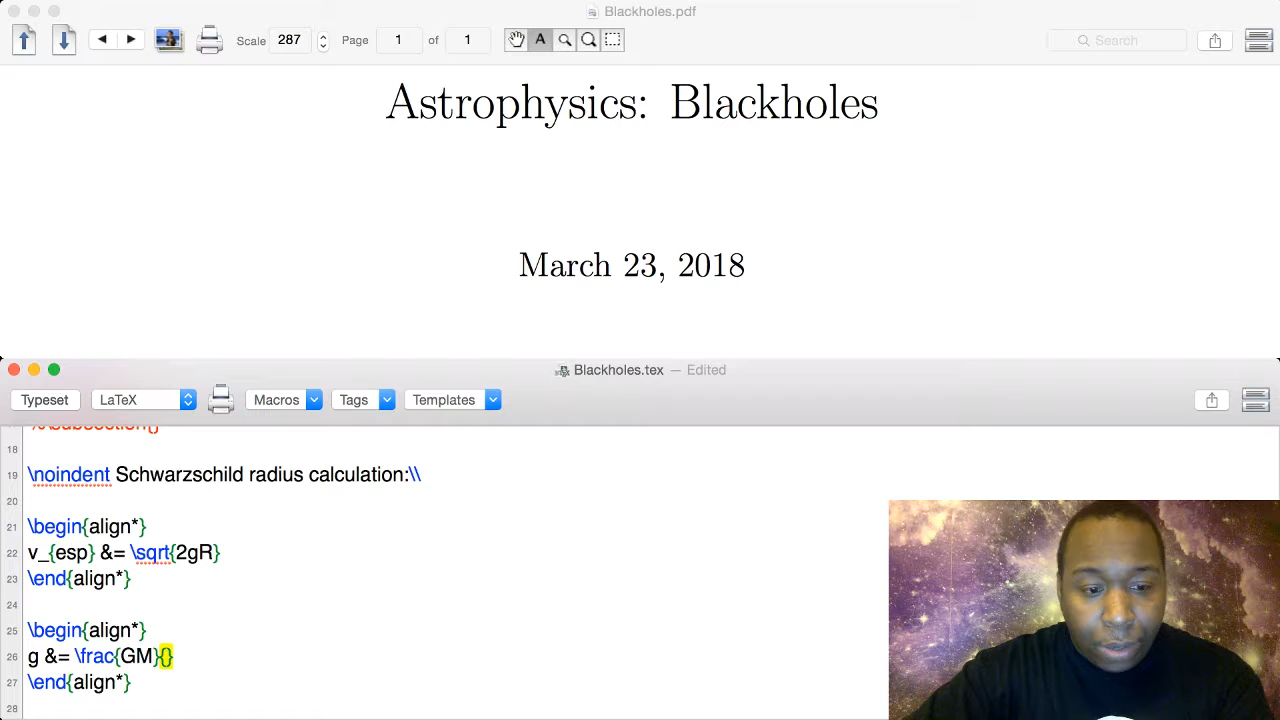 Blackholes.pdf
Scale 287 Page 1 of 1 A Search
Astrophysics: Blackholes
March 23, 2018
Blackholes.tex — Edited
Typeset LaTeX Macros Tags Templates
%\subsection{}
18
19 \noindent Schwarzschild radius calculation:\\
20
21 \begin{align*}
22 v_{esp} &= \sqrt{2gR}
23 \end{align*}
24
25 \begin{align*}
26 g &= \frac{GM}{}
27 \end{align*}
28